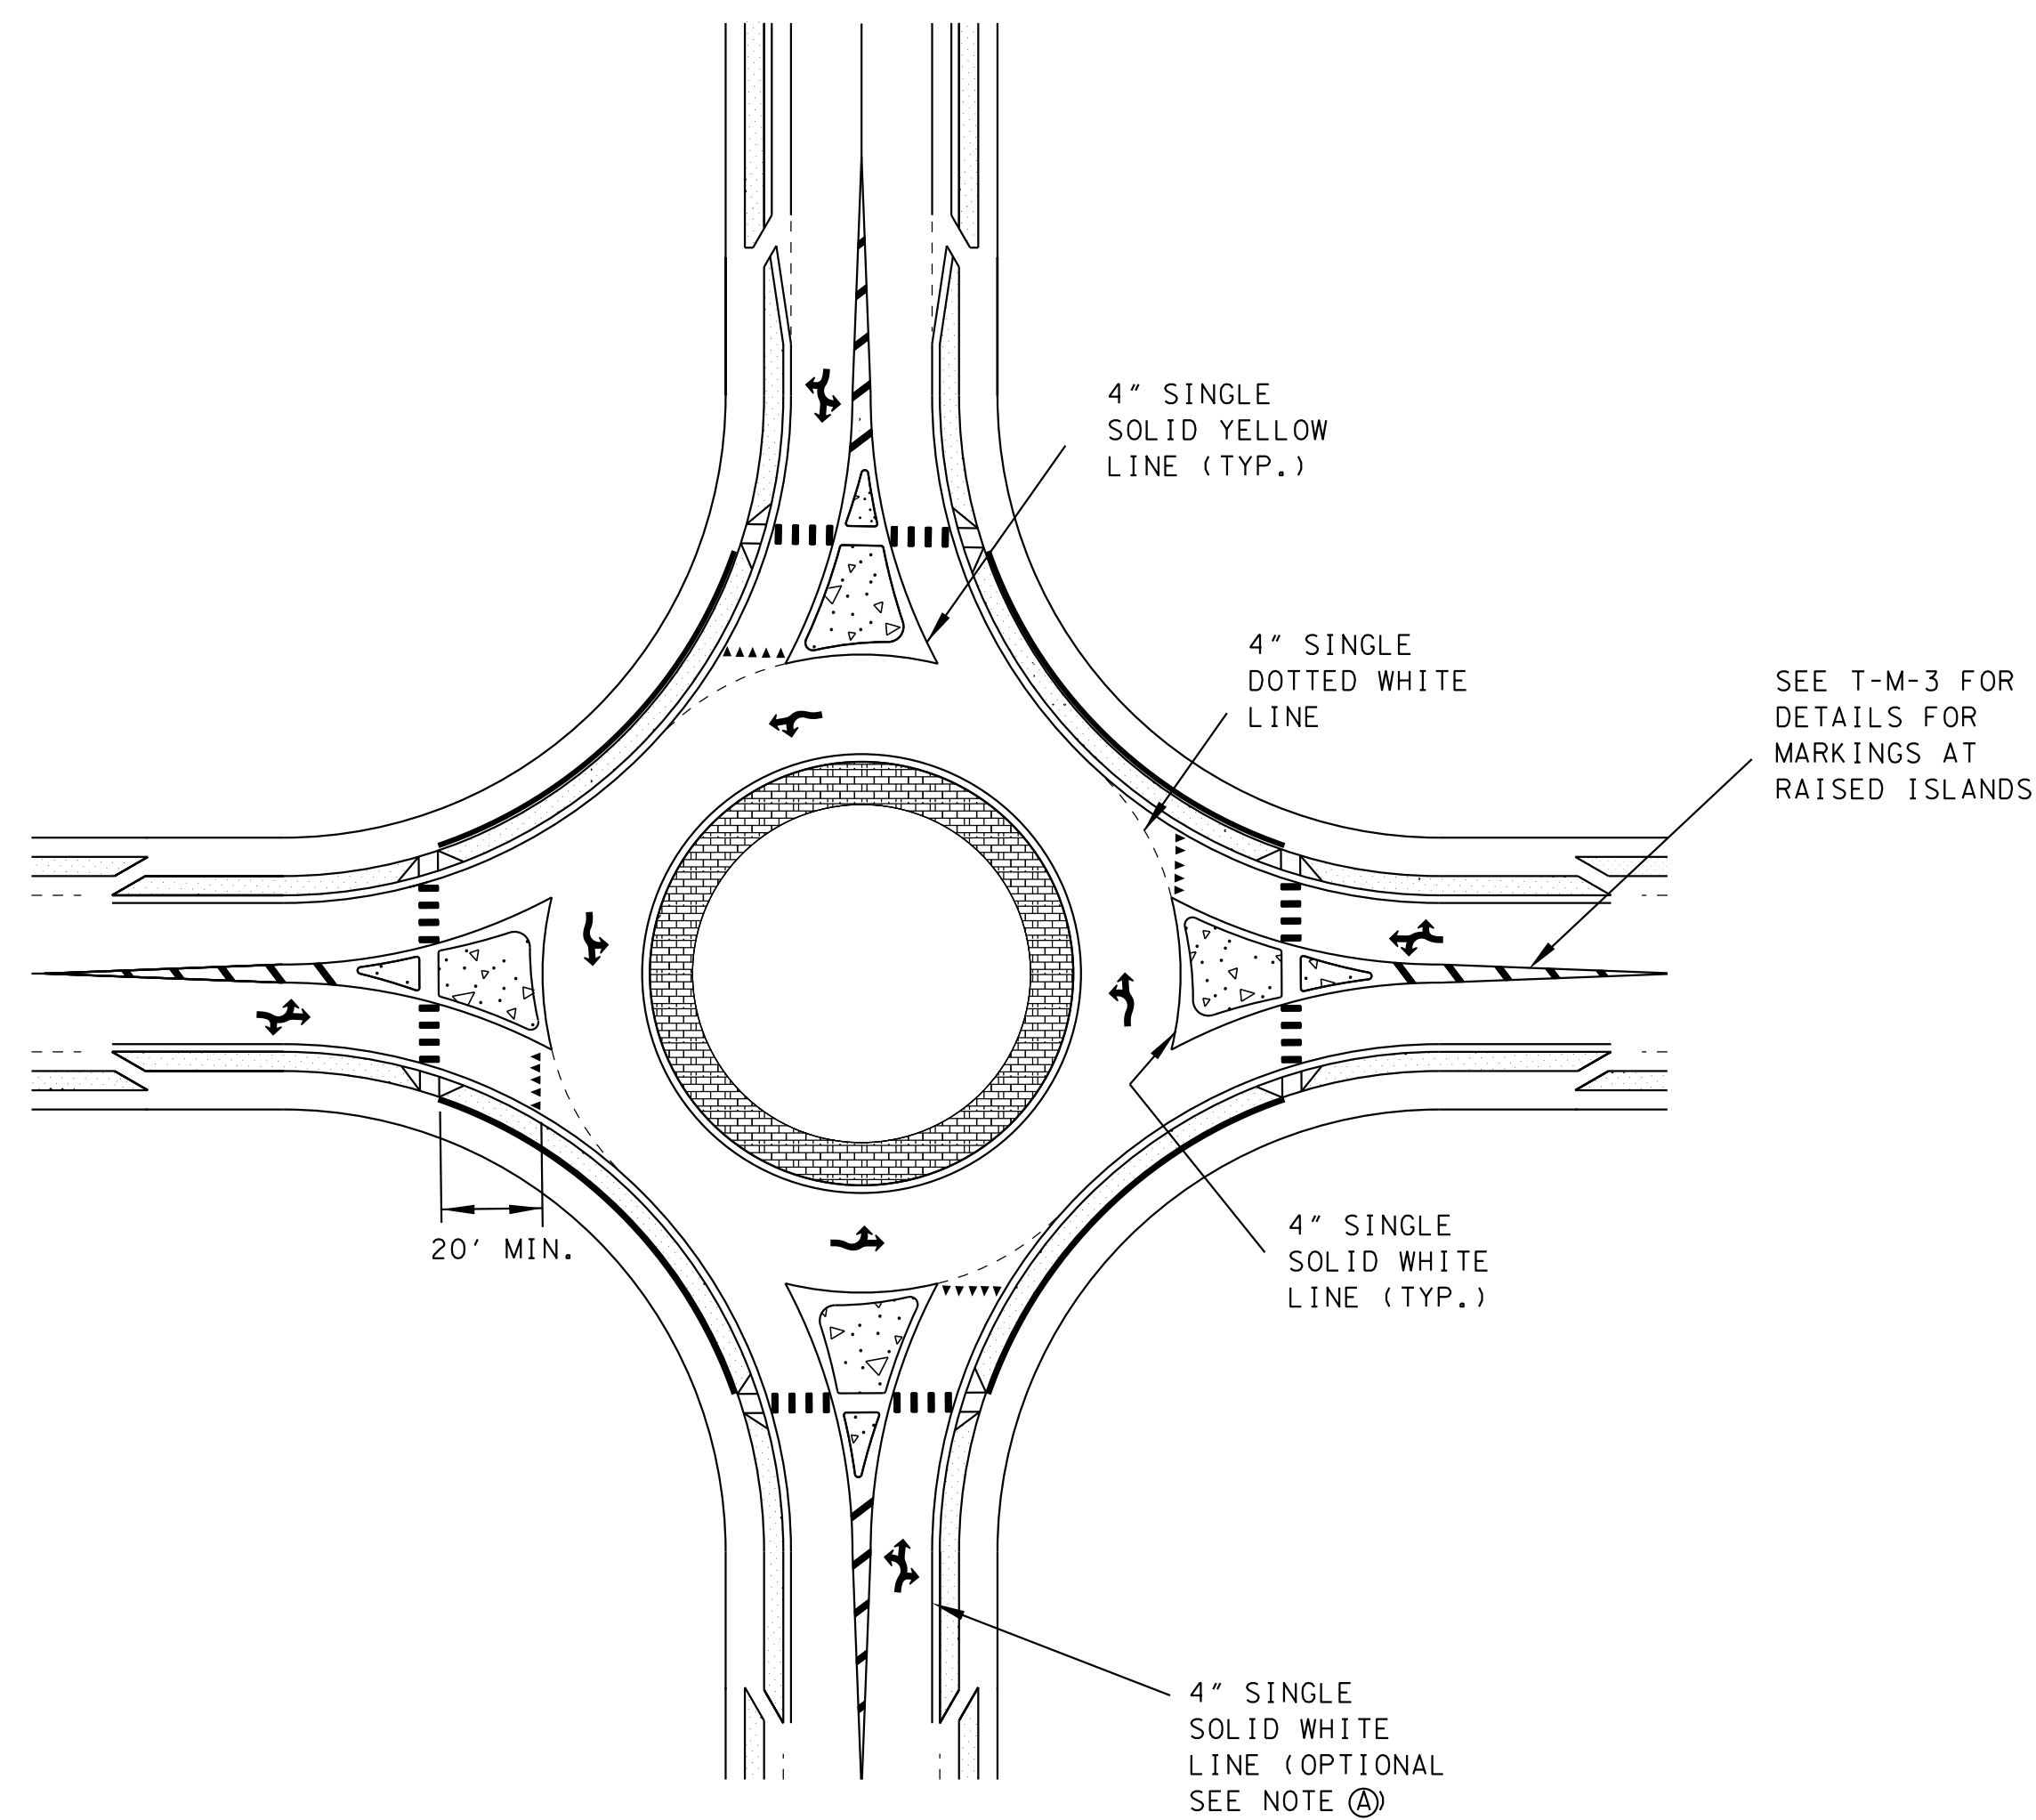 4" SINGLE
SOLID YELLOW
LINE (TYP.)
4" SINGLE
DOTTED WHITE
LINE
SEE T-M-3 FOR
DETAILS FOR
MARKINGS AT
RAISED ISLANDS
20' MIN.
4" SINGLE
SOLID WHITE
LINE (TYP.)
4" SINGLE
SOLID WHITE
LINE (OPTIONAL
SEE NOTE Ⓐ)